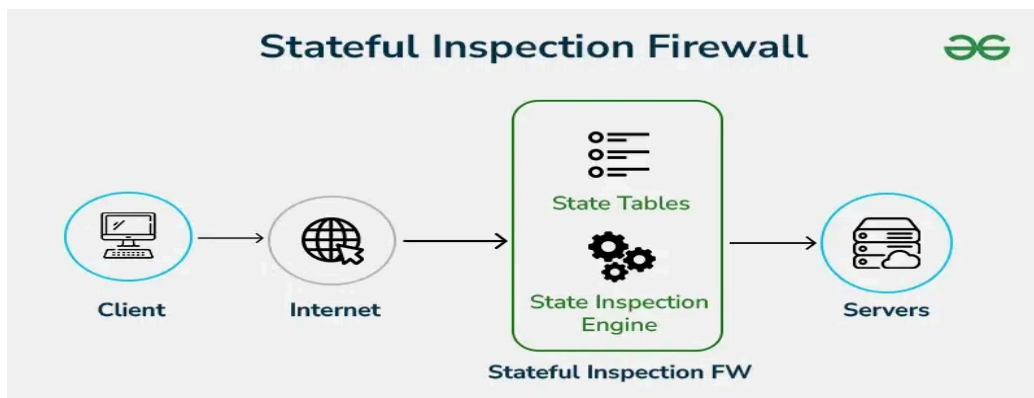 Stateful Inspection Firewall
State Tables
State Inspection
Engine
Client
Internet
Servers
Stateful Inspection FW